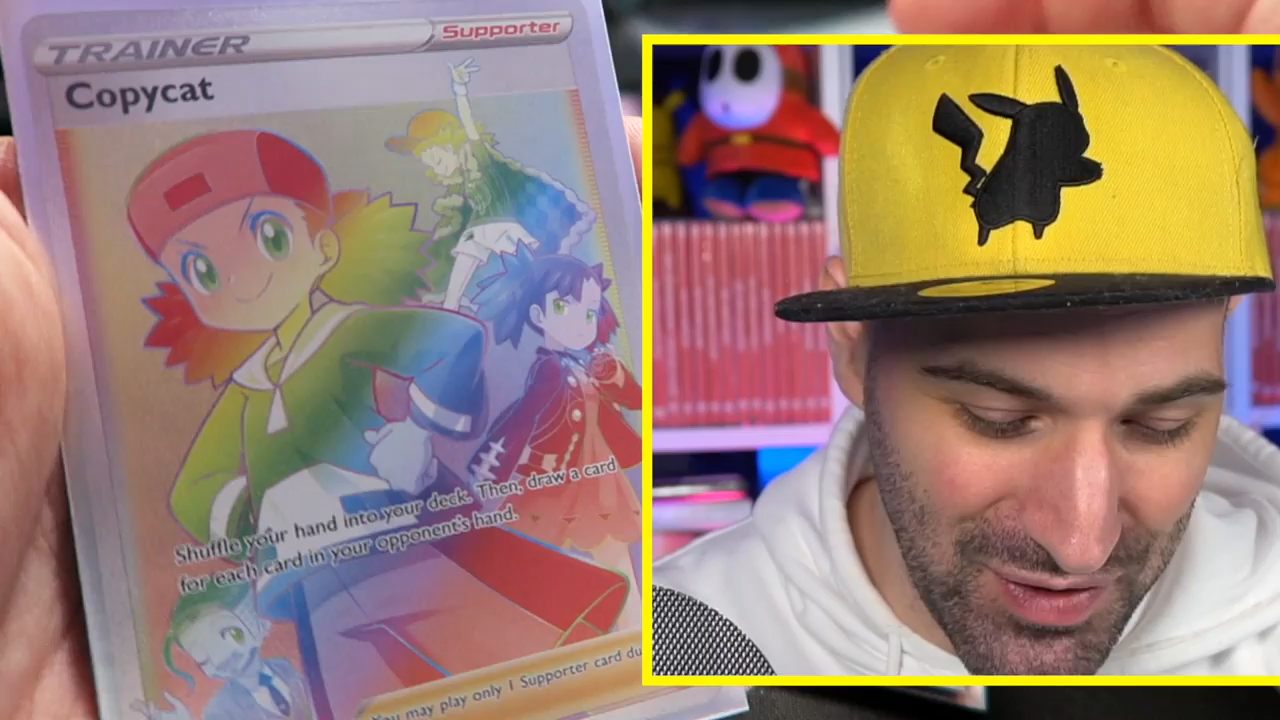 TRAINER
Supporter
Copycat
Shuffle your hand into your deck. Then, draw a card
for each card in your opponent's hand.
You may play only 1 Supporter card du